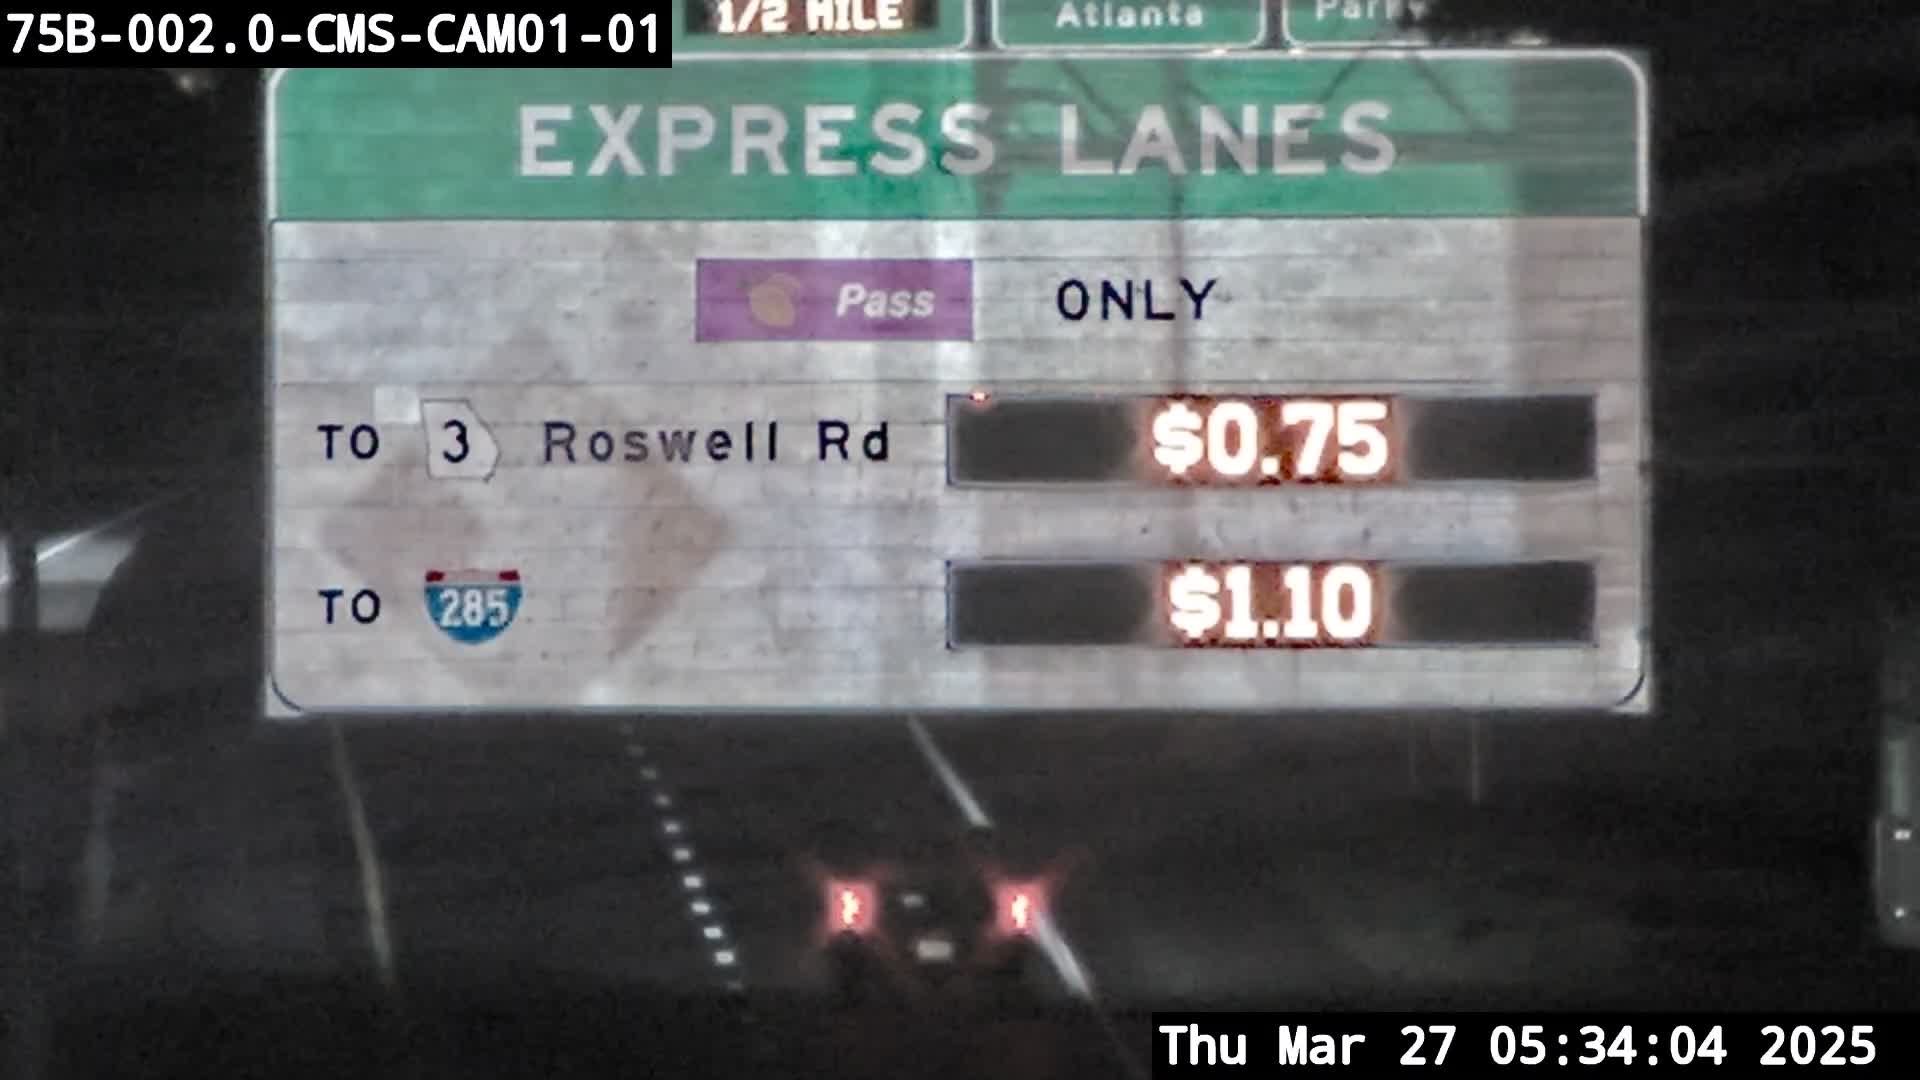 75B-002.0-CMS-CAM01-01
1/2 MILE
Atlanta
EXPRESS LANES
Pass ONLY
TO 3 Roswell Rd $0.75
TO 285 $1.10
Thu Mar 27 05:34:04 2025